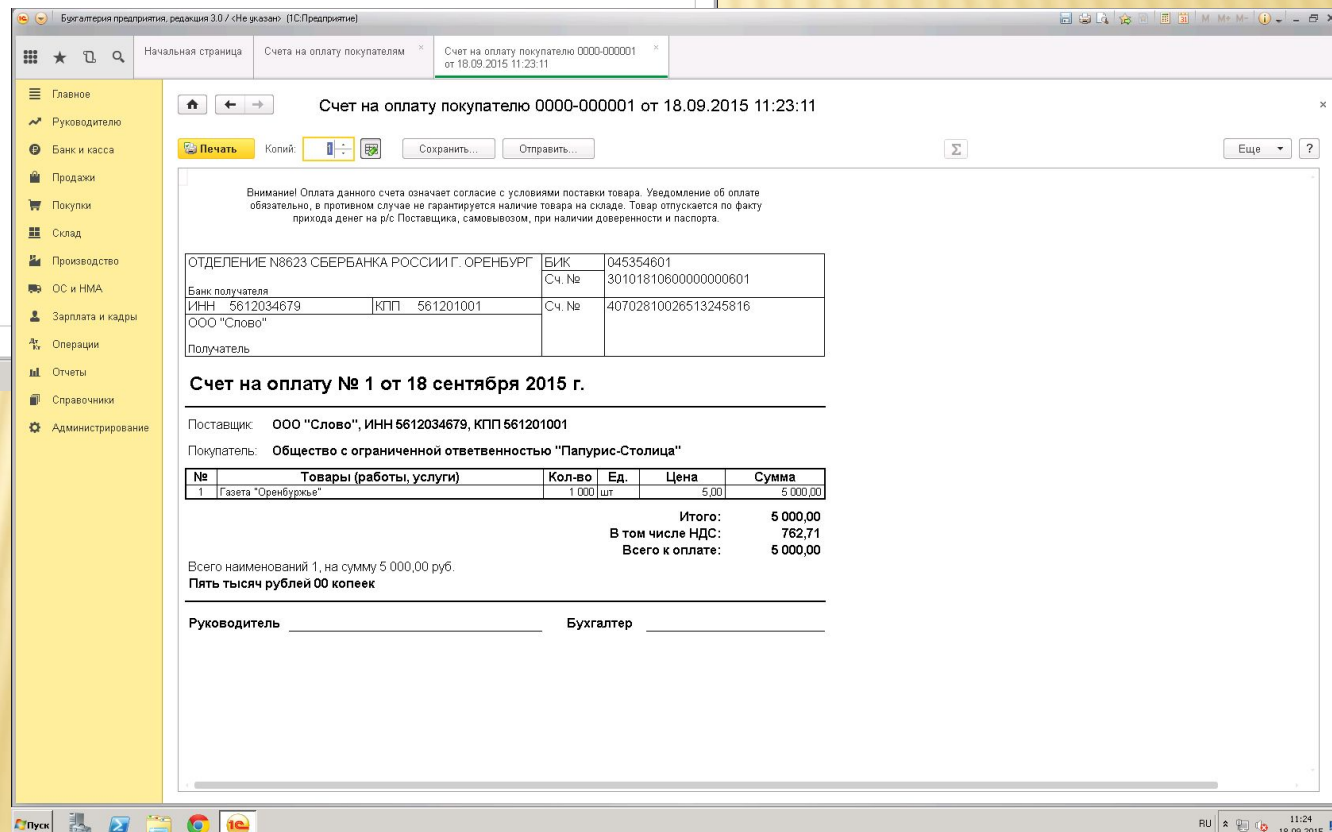 Бухгалтерия предприятия, редакция 3.0 / <Не указан> (1С:Предприятие)
M M+ M-
Начальная страница
Счета на оплату покупателям
Счет на оплату покупателю 0000-000001
от 18.09.2015 11:23:11
Главное
Руководителю
Банк и касса
Продажи
Покупки
Склад
Производство
ОС и НМА
Зарплата и кадры
Операции
Отчеты
Справочники
Администрирование
Счет на оплату покупателю 0000-000001 от 18.09.2015 11:23:11
Печать Копий: 1 Сохранить... Отправить... Σ Еще ?
Внимание! Оплата данного счета означает согласие с условиями поставки товара. Уведомление об оплате
обязательно, в противном случае не гарантируется наличие товара на складе. Товар отпускается по факту
прихода денег на р/с Поставщика, самовывозом, при наличии доверенности и паспорта.
ОТДЕЛЕНИЕ N8623 СБЕРБАНКА РОССИИ Г. ОРЕНБУРГ БИК 045354601
Сч. № 30101810600000000601
Банк получателя
ИНН 5612034679 КПП 561201001 Сч. № 40702810026513245816
ООО "Слово"
Получатель
Счет на оплату № 1 от 18 сентября 2015 г.
Поставщик: ООО "Слово", ИНН 5612034679, КПП 561201001
Покупатель: Общество с ограниченной ответвенностью "Папурис-Столица"
№ Товары (работы, услуги) Кол-во Ед. Цена Сумма
1 Газета "Оренбуржье" 1 000 шт 5,00 5 000,00
Итого: 5 000,00
В том числе НДС: 762,71
Всего к оплате: 5 000,00
Всего наименований 1, на сумму 5 000,00 руб.
Пять тысяч рублей 00 копеек
Руководитель Бухгалтер
Пуск
RU 11:24
18.09.2015